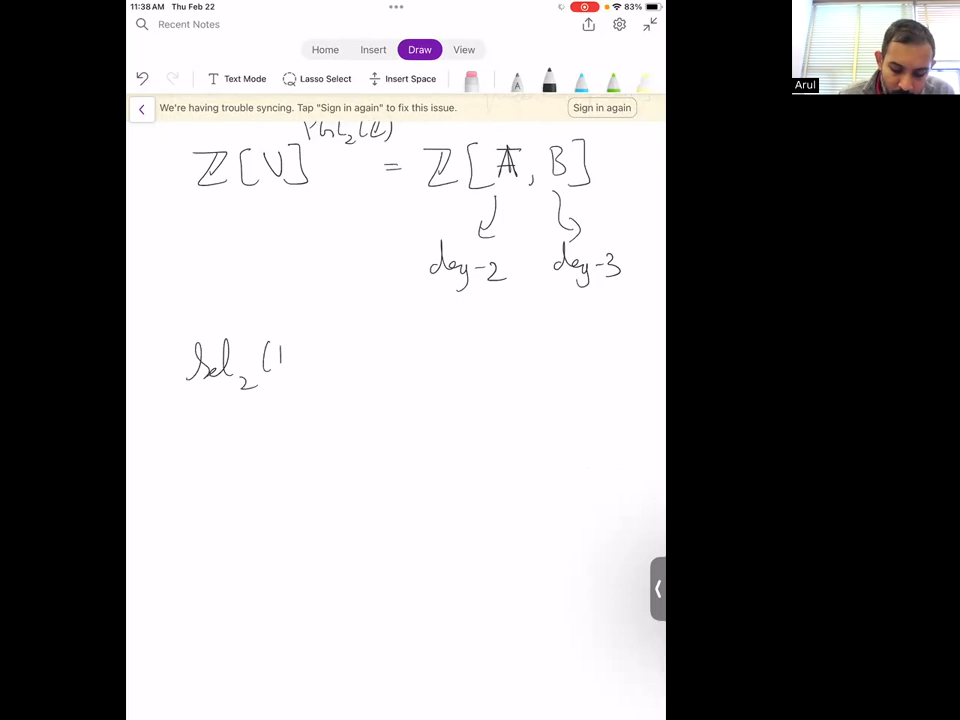 11:38 AM Thu Feb 22
83%
Recent Notes
Home Insert Draw View
Text Mode Lasso Select Insert Space
We're having trouble syncing. Tap "Sign in again" to fix this issue. Sign in again
Arul
ℤ[V]^{PGL₂(ℤ)} = ℤ[A, B]
deg-2 deg-3
Sel₂ (